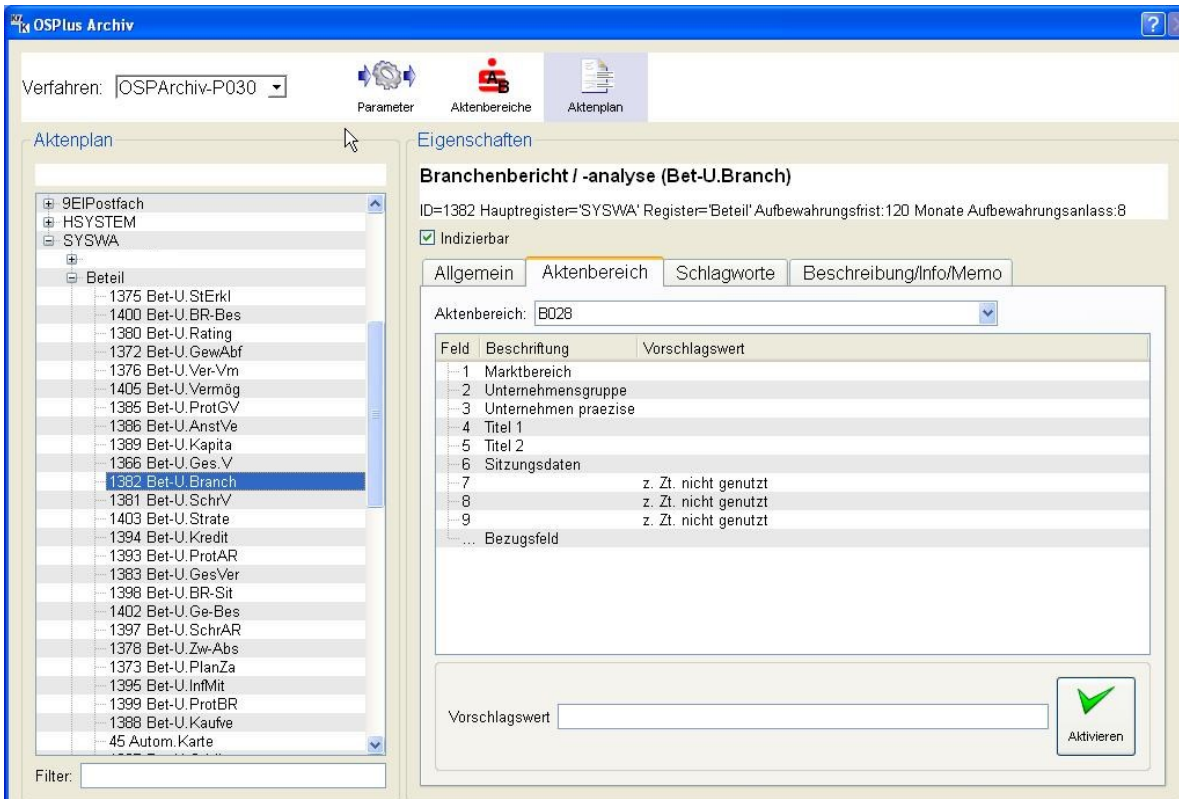 OSPlus Archiv
Verfahren: OSPArchiv-P030
Parameter
Aktenbereiche
Aktenplan
Aktenplan
9EIPostfach
HSYSTEM
SYSWA
Beteil
1375 Bet-U.StErkl
1400 Bet-U.BR-Bes
1380 Bet-U.Rating
1372 Bet-U.GewAbf
1376 Bet-U.Ver-Vm
1405 Bet-U.Vermög
1385 Bet-U.ProtGV
1386 Bet-U.AnstVe
1389 Bet-U.Kapita
1366 Bet-U.Ges.V
1382 Bet-U.Branch
1381 Bet-U.SchrV
1403 Bet-U.Strate
1394 Bet-U.Kredit
1393 Bet-U.ProtAR
1383 Bet-U.GesVer
1398 Bet-U.BR-Sit
1402 Bet-U.Ge-Bes
1397 Bet-U.SchrAR
1378 Bet-U.Zw-Abs
1373 Bet-U.PlanZa
1395 Bet-U.InfMit
1399 Bet-U.ProtBR
1388 Bet-U.Kaufve
45 Autom.Karte
Filter:
Eigenschaften
Branchenbericht / -analyse (Bet-U.Branch)
ID=1382 Hauptregister='SYSWA' Register='Beteil' Aufbewahrungsfrist:120 Monate Aufbewahrungsanlass:8
Indizierbar
Allgemein Aktenbereich Schlagworte Beschreibung/Info/Memo
Aktenbereich: B028
Feld Beschriftung Vorschlagswert
1 Marktbereich
2 Unternehmensgruppe
3 Unternehmen praezise
4 Titel 1
5 Titel 2
6 Sitzungsdaten
7 z. Zt. nicht genutzt
8 z. Zt. nicht genutzt
9 z. Zt. nicht genutzt
... Bezugsfeld
Vorschlagswert
Aktivieren